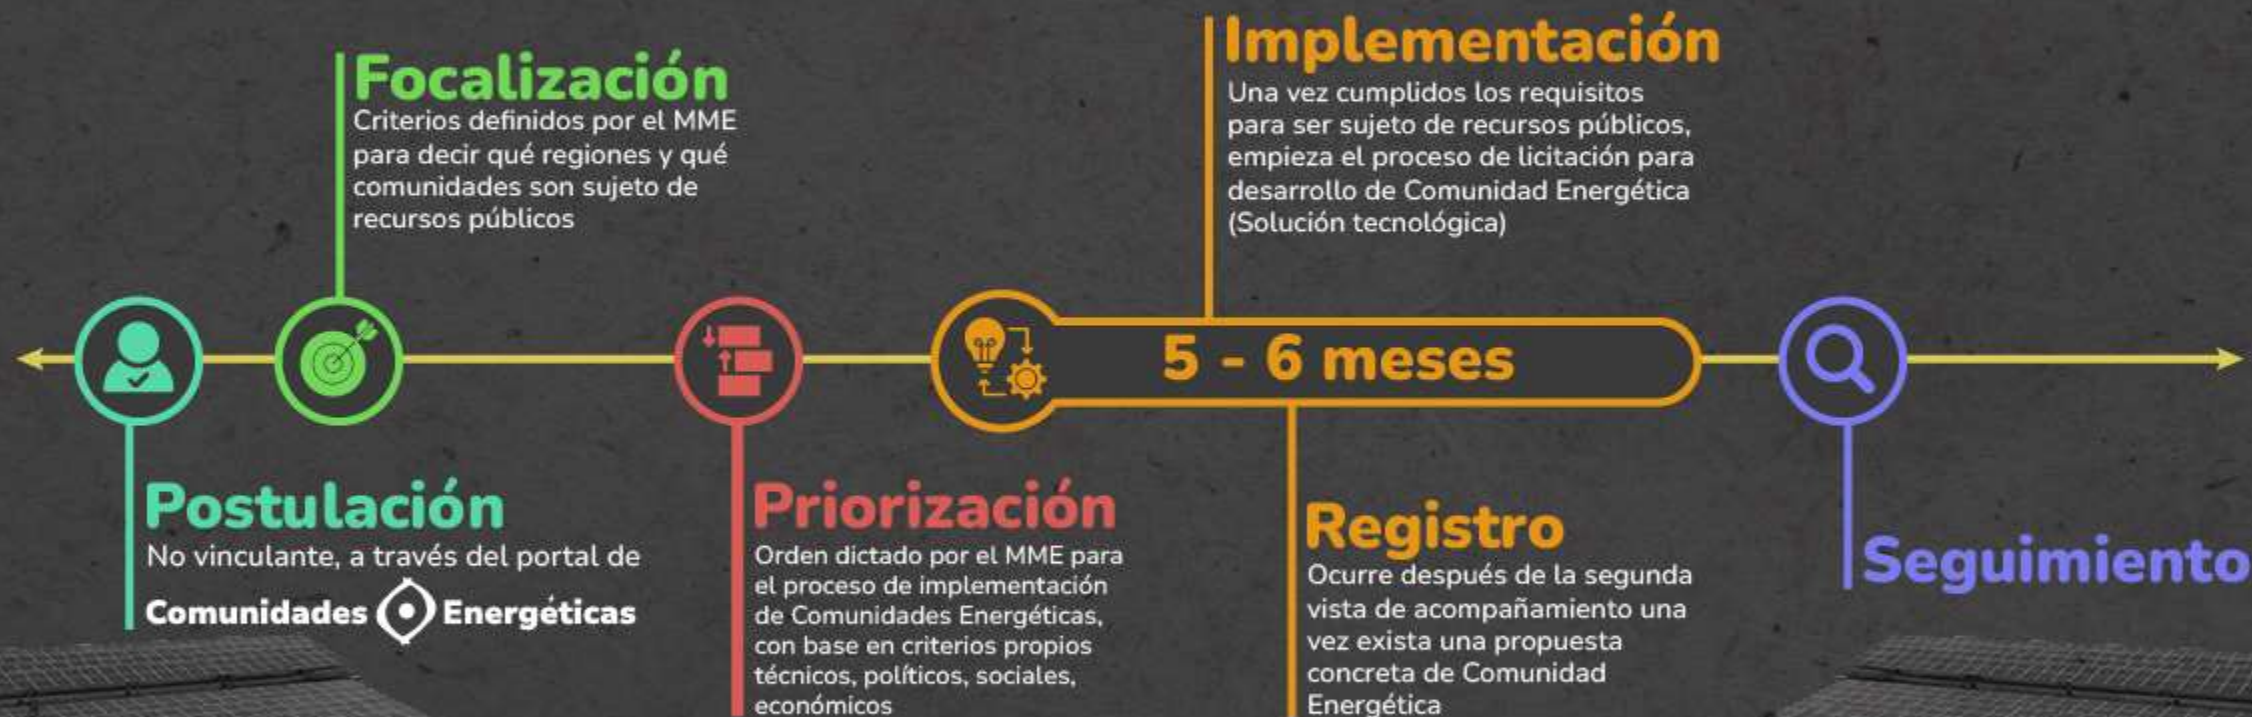 Focalización
Criterios definidos por el MME
para decir qué regiones y qué
comunidades son sujeto de
recursos públicos
Implementación
Una vez cumplidos los requisitos
para ser sujeto de recursos públicos,
empieza el proceso de licitación para
desarrollo de Comunidad Energética
(Solución tecnológica)
5 - 6 meses
Postulación
No vinculante, a través del portal de
Comunidades Energéticas
Priorización
Orden dictado por el MME para
el proceso de implementación
de Comunidades Energéticas,
con base en criterios propios
técnicos, políticos, sociales,
económicos
Registro
Ocurre después de la segunda
vista de acompañamiento una
vez exista una propuesta
concreta de Comunidad
Energética
Seguimiento